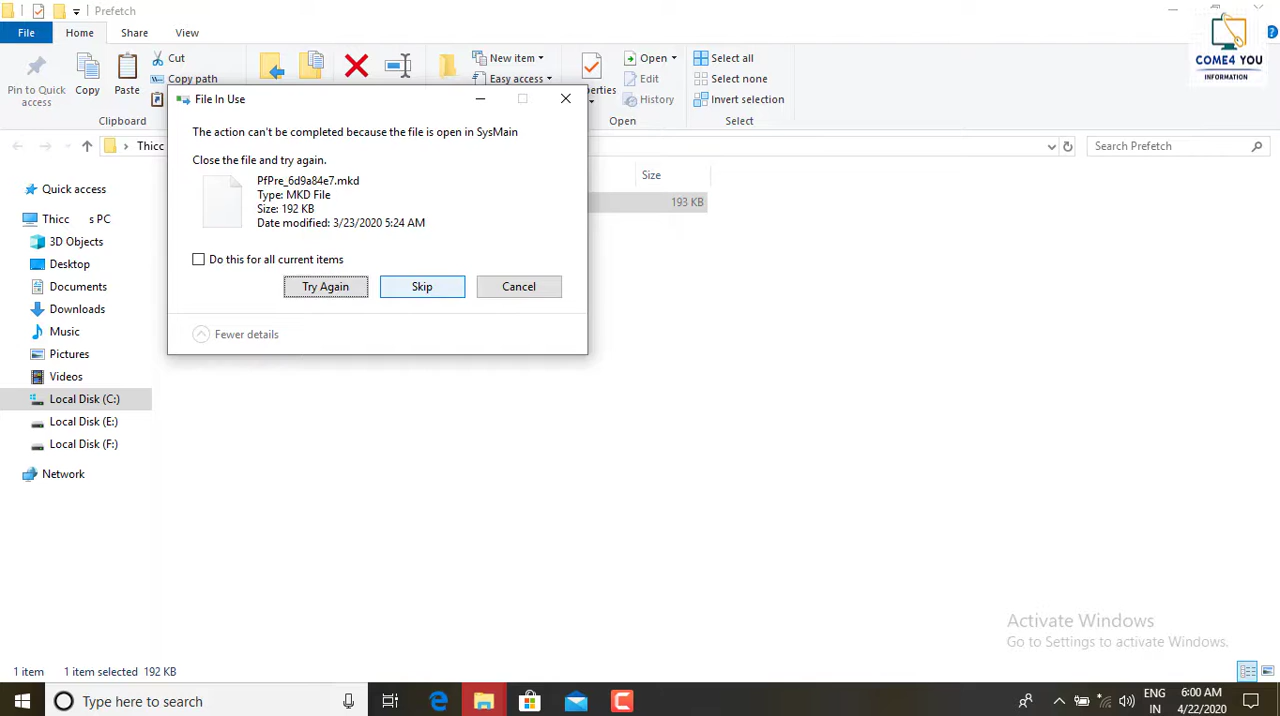 Prefetch
File
Home
Share
View
Pin to Quick access
Copy
Paste
Cut
Copy path
New item
Easy access
Open
Edit
History
Select all
Select none
Invert selection
Clipboard
Open
Select
COME4 YOU
INFORMATION
Thicc
Search Prefetch
File In Use
The action can't be completed because the file is open in SysMain
Close the file and try again.
PfPre_6d9a84e7.mkd
Type: MKD File
Size: 192 KB
Date modified: 3/23/2020 5:24 AM
Do this for all current items
Try Again
Skip
Cancel
Fewer details
Size
193 KB
Quick access
Thicc s PC
3D Objects
Desktop
Documents
Downloads
Music
Pictures
Videos
Local Disk (C:)
Local Disk (E:)
Local Disk (F:)
Network
Activate Windows
Go to Settings to activate Windows.
1 item 1 item selected 192 KB
Type here to search
ENG
IN
6:00 AM
4/22/2020